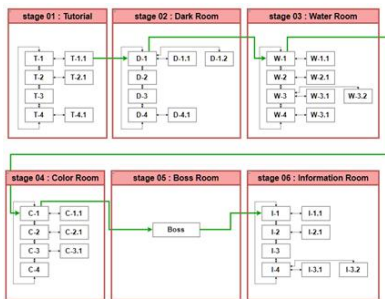 stage 01 : Tutorial
T-1
T-1.1
T-2
T-2.1
T-3
T-4
T-4.1
stage 02 : Dark Room
D-1
D-1.1
D-1.2
D-2
D-3
D-4
D-4.1
stage 03 : Water Room
W-1
W-1.1
W-2
W-2.1
W-3
W-3.1
W-3.2
W-4
W-3.1
stage 04 : Color Room
C-1
C-1.1
C-2
C-2.1
C-3
C-3.1
C-4
stage 05 : Boss Room
Boss
stage 06 : Information Room
I-1
I-1.1
I-2
I-2.1
I-3
I-4
I-3.1
I-3.2